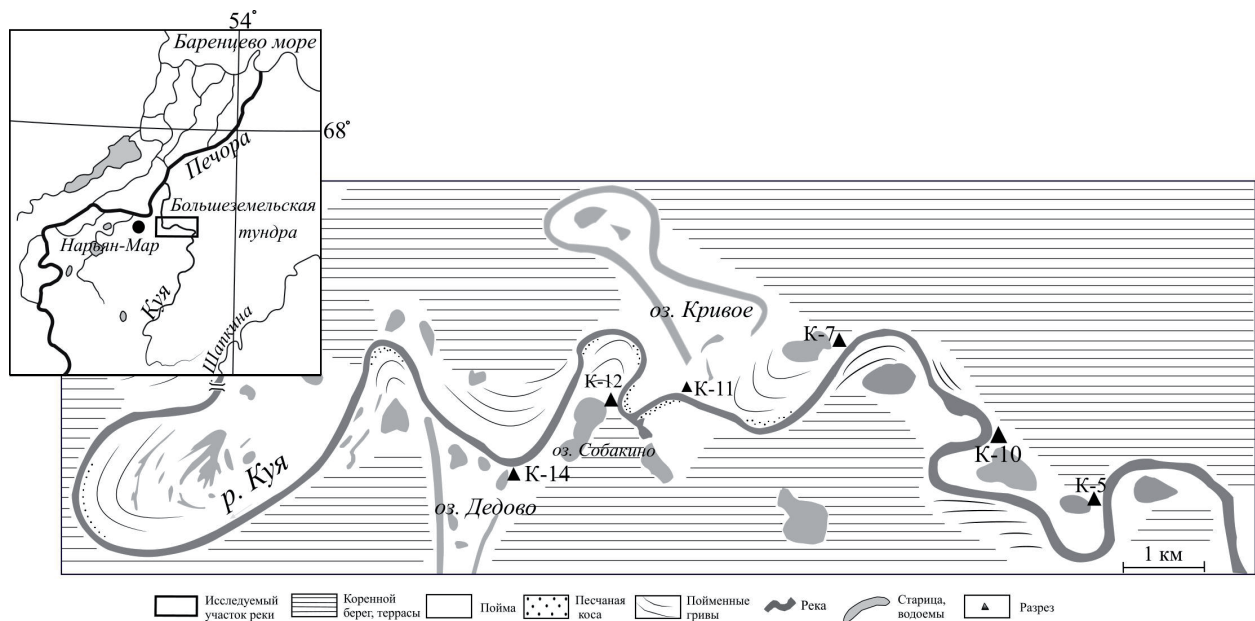 54°
Баренцево море
68°
Печора
Большеземельская
тундра
Нарьян-Мар
Куя
Шапкина
оз. Кривое
К-7
К-12
К-11
К-10
оз. Собакино
К-14
К-5
р. Куя
оз. Дедово
1 км
Исследуемый
участок реки
Коренной
берег, террасы
Пойма
Песчаная
коса
Пойменные
гривы
Река
Старица,
водоемы
Разрез